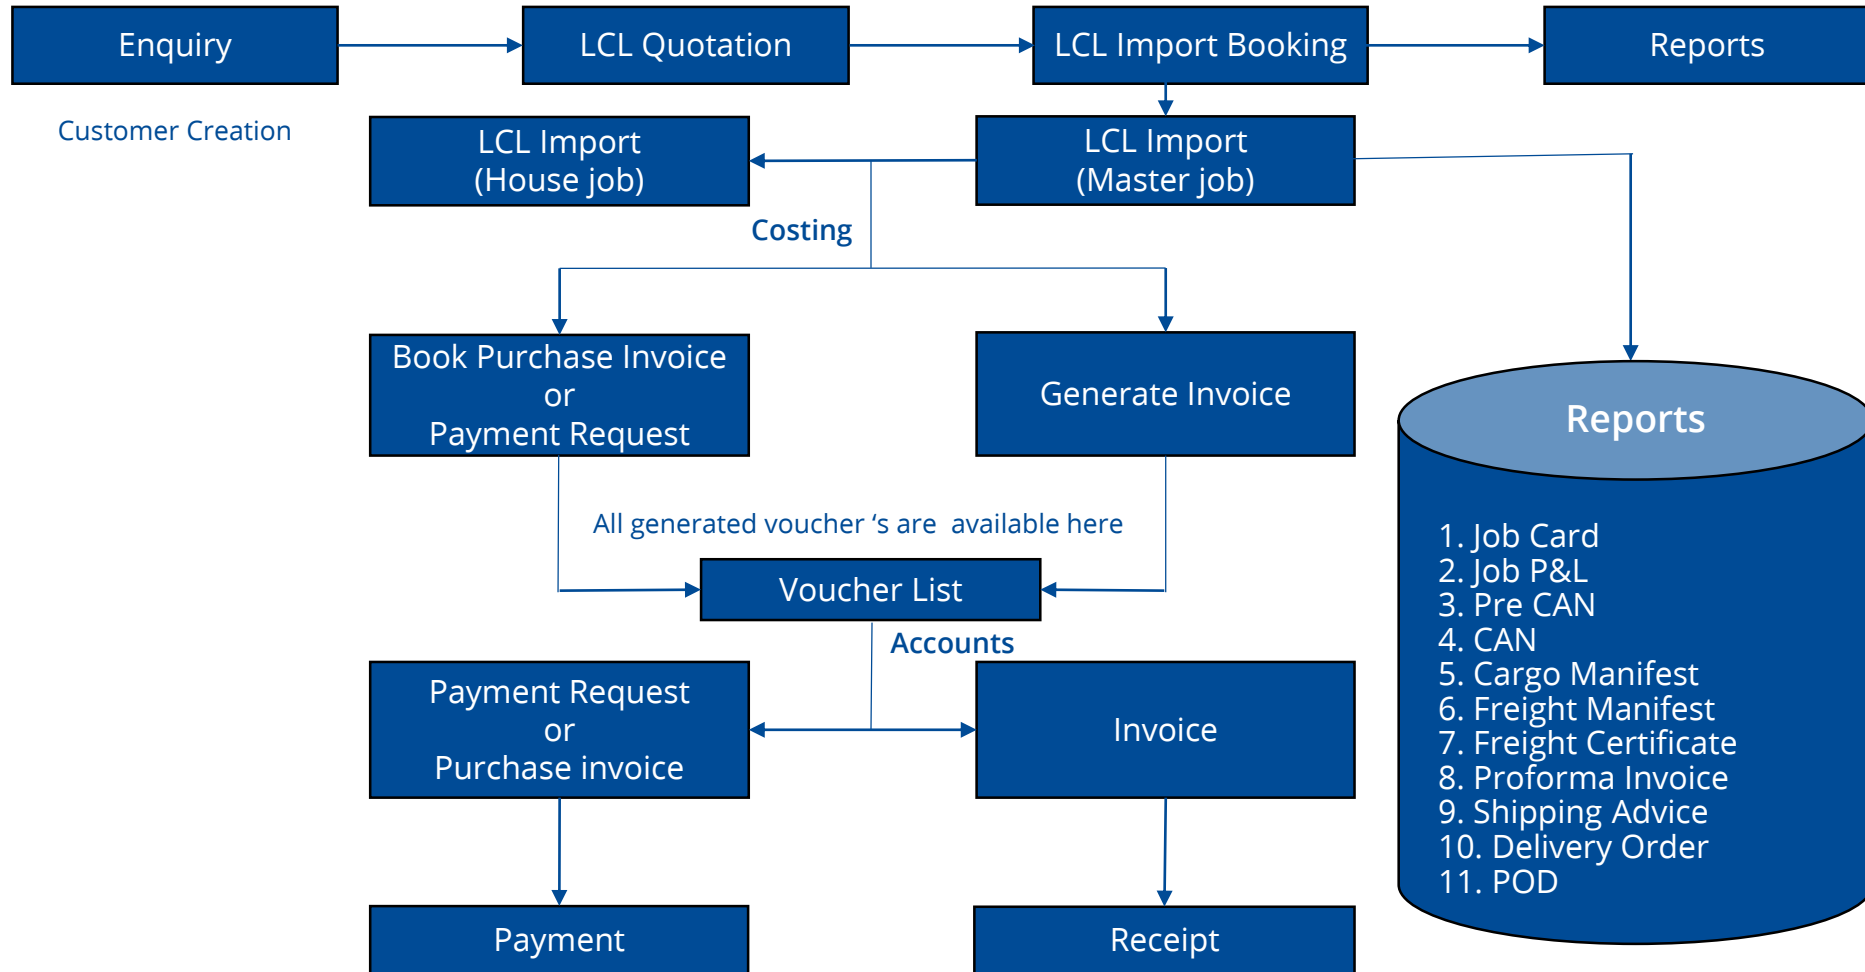 Enquiry
LCL Quotation
LCL Import Booking
Reports
Customer Creation
LCL Import
(House job)
LCL Import
(Master job)
Costing
Book Purchase Invoice
or
Payment Request
Generate Invoice
Reports
All generated voucher ‘s are  available here
Voucher List
Accounts
Payment Request
or
Purchase invoice
Invoice
Payment
Receipt
1. Job Card
2. Job P&L
3. Pre CAN
4. CAN
5. Cargo Manifest
6. Freight Manifest
7. Freight Certificate
8. Proforma Invoice
9. Shipping Advice
10. Delivery Order
11. POD